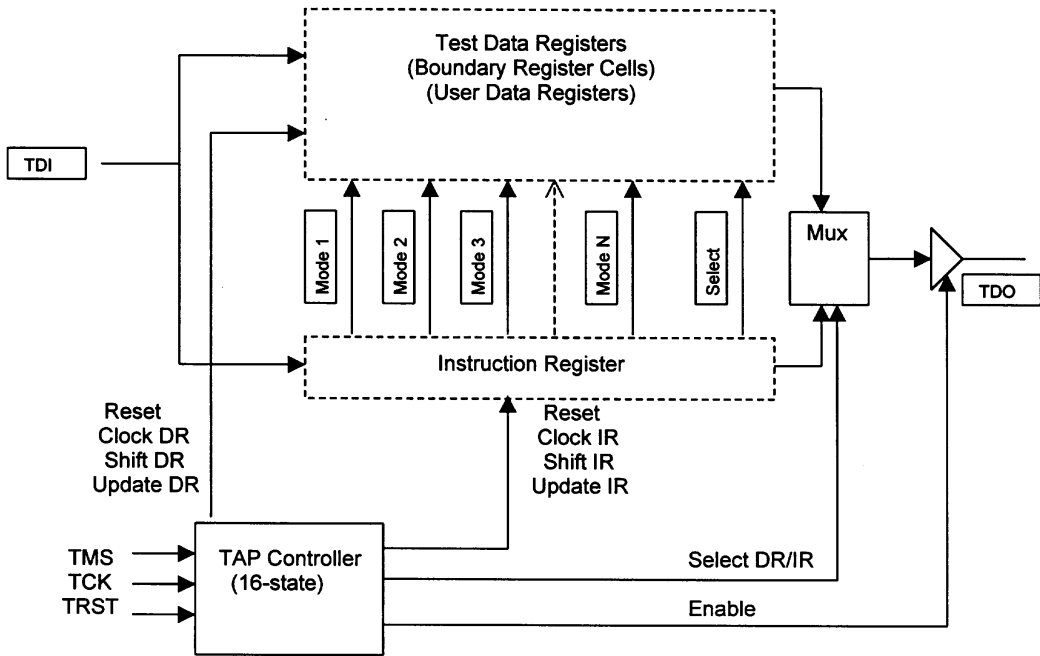 Test Data Registers
(Boundary Register Cells)
(User Data Registers)
TDI
Mode 1
Mode 2
Mode 3
Mode N
Select
Mux
TDO
Instruction Register
Reset
Clock DR
Shift DR
Update DR
Reset
Clock IR
Shift IR
Update IR
TMS
TCK
TRST
TAP Controller
(16-state)
Select DR/IR
Enable